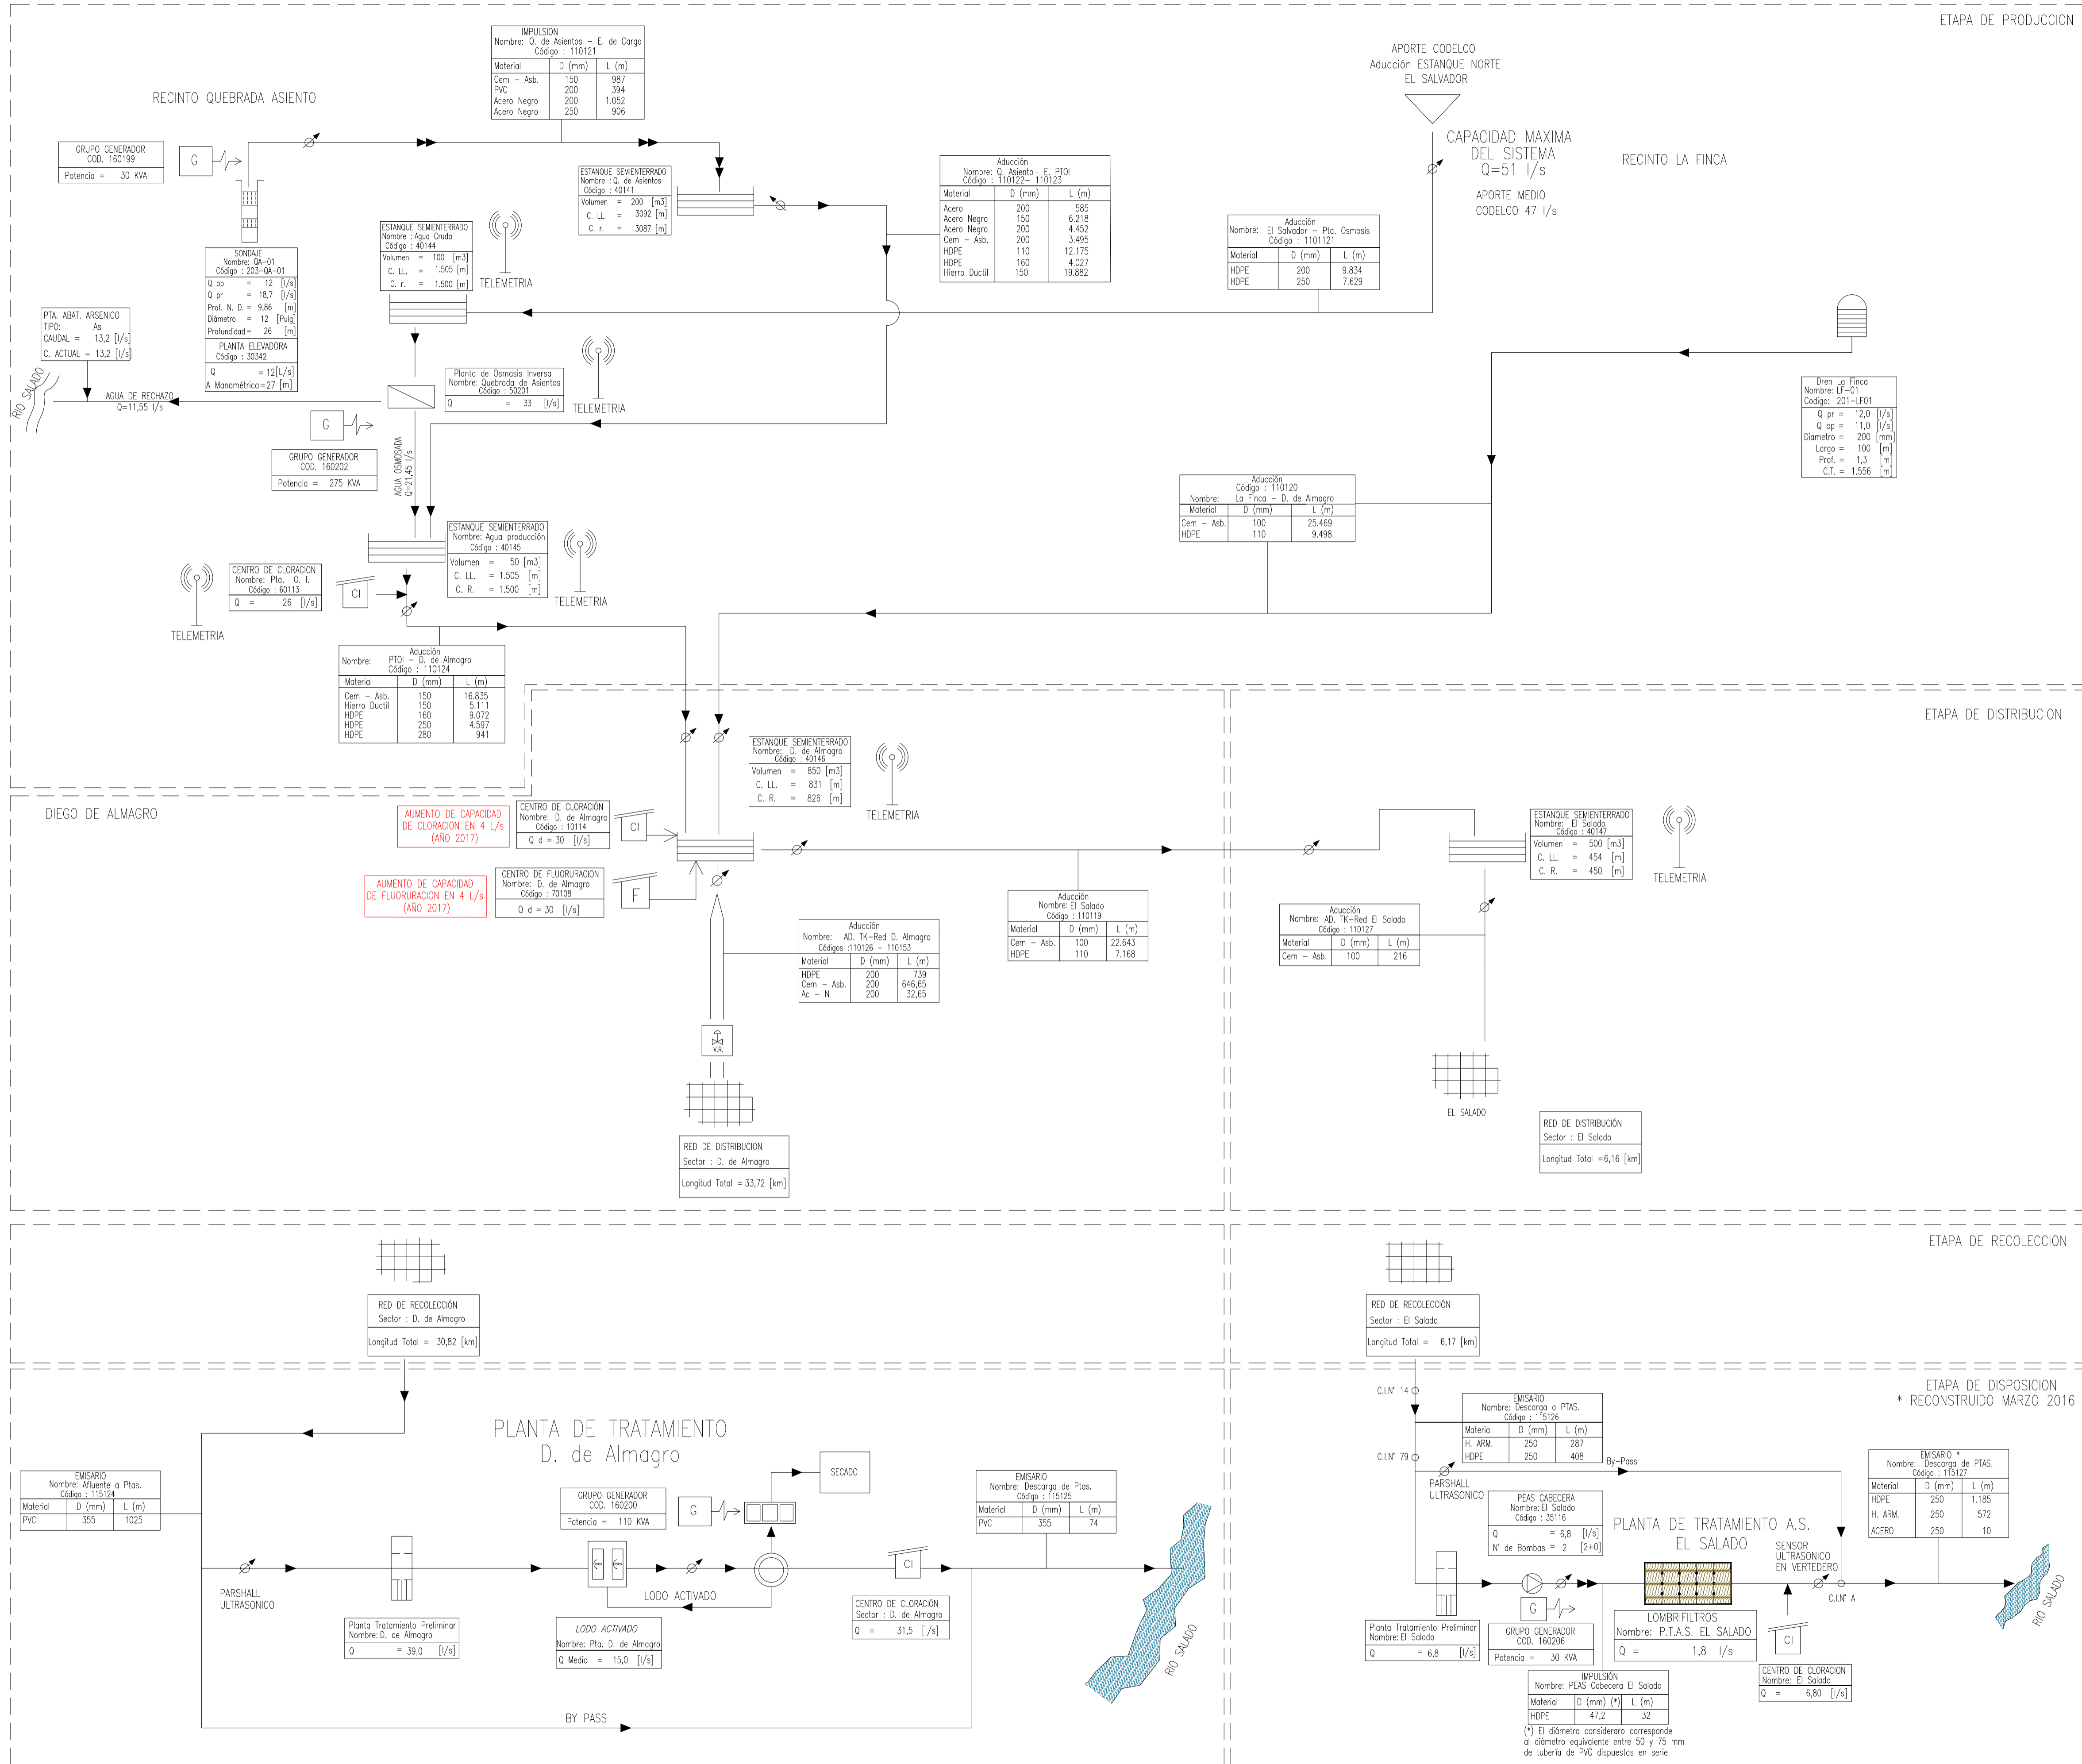 ETAPA DE PRODUCCION
RECINTO QUEBRADA ASIENTO
IMPULSION
Nombre: Q. de Asientos - E. de Carga
Código : 110121
Material D (mm) L (m)
Cem - Asb. 150 987
PVC 200 394
Acero Negro 200 1.052
Acero Negro 250 906
APORTE CODELCO
Aducción ESTANQUE NORTE
EL SALVADOR
CAPACIDAD MAXIMA
DEL SISTEMA
Q=51 l/s
APORTE MEDIO
CODELCO 47 l/s
RECINTO LA FINCA
GRUPO GENERADOR
COD. 160199
Potencia = 30 KVA
G
ESTANQUE SEMIENTERRADO
Nombre : Q. de Asientos
Código : 40141
Volumen = 200 [m3]
C. LL. = 3092 [m]
C. r. = 3087 [m]
Aducción
Nombre: Q. Asiento- E. PTOI
Código : 110122- 110123
Material D (mm) L (m)
Acero 200 585
Acero Negro 150 6.218
Acero Negro 200 4.452
Cem - Asb. 200 3.495
HDPE 110 12.175
HDPE 160 4.027
Hierro Ductil 150 19.882
Aducción
Nombre: El Salvador - Pta. Osmosis
Código : 1101121
Material D (mm) L (m)
HDPE 200 9.834
HDPE 250 7.629
SONDAJE
Nombre: QA-01
Código : 203-QA-01
Q op = 12 [l/s]
Q pr = 18,7 [l/s]
Prof. N. D. = 9,86 [m]
Diámetro = 12 [Pulg]
Profundidad = 26 [m]
PLANTA ELEVADORA
Código : 30342
Q = 12[L/s]
A Manométrica = 27 [m]
ESTANQUE SEMIENTERRADO
Nombre : Agua Cruda
Código : 40144
Volumen = 100 [m3]
C. LL. = 1.505 [m]
C. r. = 1.500 [m]
TELEMETRIA
PTA. ABAT. ARSENICO
TIPO: As
CAUDAL = 13,2 [l/s]
C. ACTUAL = 13,2 [l/s]
RIO SALADO
AGUA DE RECHAZO
Q=11,55 l/s
Planta de Osmosis Inversa
Nombre: Quebrada de Asientos
Código : 50201
Q = 33 [l/s]
TELEMETRIA
G
GRUPO GENERADOR
COD. 160202
Potencia = 275 KVA
AGUA OSMOSADA
Q=21,45 l/s
Dren La Finca
Nombre: LF-01
Codigo: 201-LF01
Q pr = 12,0 [l/s]
Q op = 11,0 [l/s]
Diametro = 200 [mm]
Largo = 100 [m]
Prof. = 1,3 [m]
C.T. = 1.556 [m]
Aducción
Código : 110120
Nombre: La Finca - D. de Almagro
Material D (mm) L (m)
Cem - Asb. 100 25.469
HDPE 110 9.498
ESTANQUE SEMIENTERRADO
Nombre: Agua producción
Código : 40145
Volumen = 50 [m3]
C. LL. = 1.505 [m]
C. R. = 1.500 [m]
TELEMETRIA
TELEMETRIA
CENTRO DE CLORACION
Nombre: Pta. O. I.
Código : 60113
Q = 26 [l/s]
Cl
Aducción
Nombre: PTOI - D. de Almagro
Código : 110124
Material D (mm) L (m)
Cem - Asb. 150 16.835
Hierro Ductil 150 5.111
HDPE 160 9.072
HDPE 250 4.597
HDPE 280 941
ETAPA DE DISTRIBUCION
DIEGO DE ALMAGRO
ESTANQUE SEMIENTERRADO
Nombre: D. de Almagro
Código : 40146
Volumen = 850 [m3]
C. LL. = 831 [m]
C. R. = 826 [m]
TELEMETRIA
AUMENTO DE CAPACIDAD
DE CLORACION EN 4 L/s
(AÑO 2017)
CENTRO DE CLORACIÓN
Nombre: D. de Almagro
Código : 10114
Q d = 30 [l/s]
Cl
AUMENTO DE CAPACIDAD
DE FLUORURACION EN 4 L/s
(AÑO 2017)
CENTRO DE FLUORURACION
Nombre: D. de Almagro
Código : 70108
Q d = 30 [l/s]
F
Aducción
Nombre: AD. TK-Red D. Almagro
Códigos :110126 - 110153
Material D (mm) L (m)
HDPE 200 739
Cem - Asb. 200 646,65
Ac - N 200 32,65
Aducción
Nombre: El Salado
Código : 110119
Material D (mm) L (m)
Cem - Asb. 100 22.643
HDPE 110 7.168
ESTANQUE SEMIENTERRADO
Nombre: El Salado
Código : 40147
Volumen = 500 [m3]
C. LL. = 454 [m]
C. R. = 450 [m]
TELEMETRIA
Aducción
Nombre: AD. TK-Red El Salado
Código : 110127
Material D (mm) L (m)
Cem - Asb. 100 216
V.R.
EL SALADO
RED DE DISTRIBUCION
Sector : D. de Almagro
Longitud Total = 33,72 [km]
RED DE DISTRIBUCIÓN
Sector : El Salado
Longitud Total =6,16 [km]
ETAPA DE RECOLECCION
RED DE RECOLECCIÓN
Sector : D. de Almagro
Longitud Total = 30,82 [km]
RED DE RECOLECCIÓN
Sector : El Salado
Longitud Total = 6,17 [km]
ETAPA DE DISPOSICION
* RECONSTRUIDO MARZO 2016
PLANTA DE TRATAMIENTO
D. de Almagro
EMISARIO
Nombre: Afluente a Ptas.
Código : 115124
Material D (mm) L (m)
PVC 355 1025
GRUPO GENERADOR
COD. 160200
Potencia = 110 KVA
G
SECADO
EMISARIO
Nombre: Descarga de Ptas.
Código : 115125
Material D (mm) L (m)
PVC 355 74
PARSHALL
ULTRASONICO
Planta Tratamiento Preliminar
Nombre: D. de Almagro
Q = 39,0 [l/s]
LODO ACTIVADO
LODO ACTIVADO
Nombre: Pta. D. de Almagro
Q Medio = 15,0 [l/s]
Cl
CENTRO DE CLORACIÓN
Sector : D. de Almagro
Q = 31,5 [l/s]
RIO SALADO
BY PASS
C.I.N° 14
C.I.N° 79
EMISARIO
Nombre: Descarga a PTAS.
Código : 115126
Material D (mm) L (m)
H. ARM. 250 287
HDPE 250 408
By-Pass
PARSHALL
ULTRASONICO
PEAS CABECERA
Nombre: El Salado
Código : 35116
Q = 6,8 [l/s]
N° de Bombas = 2 [2+0]
PLANTA DE TRATAMIENTO A.S.
EL SALADO
SENSOR
ULTRASONICO
EN VERTEDERO
EMISARIO *
Nombre: Descarga de PTAS.
Código : 115127
Material D (mm) L (m)
HDPE 250 1.185
H. ARM. 250 572
ACERO 250 10
C.I.N° A
RIO SALADO
Planta Tratamiento Preliminar
Nombre: El Salado
Q = 6,8 [l/s]
G
GRUPO GENERADOR
COD. 160206
Potencia = 30 KVA
LOMBRIFILTROS
Nombre: P.T.A.S. EL SALADO
Q = 1,8 l/s
Cl
CENTRO DE CLORACION
Nombre: El Salado
Q = 6,80 [l/s]
IMPULSIÓN
Nombre: PEAS Cabecera El Salado
Material D (mm) (*) L (m)
HDPE 47,2 32
(*) El diámetro consideraro corresponde
al diámetro equivalente entre 50 y 75 mm
de tubería de PVC dispuestas en serie.